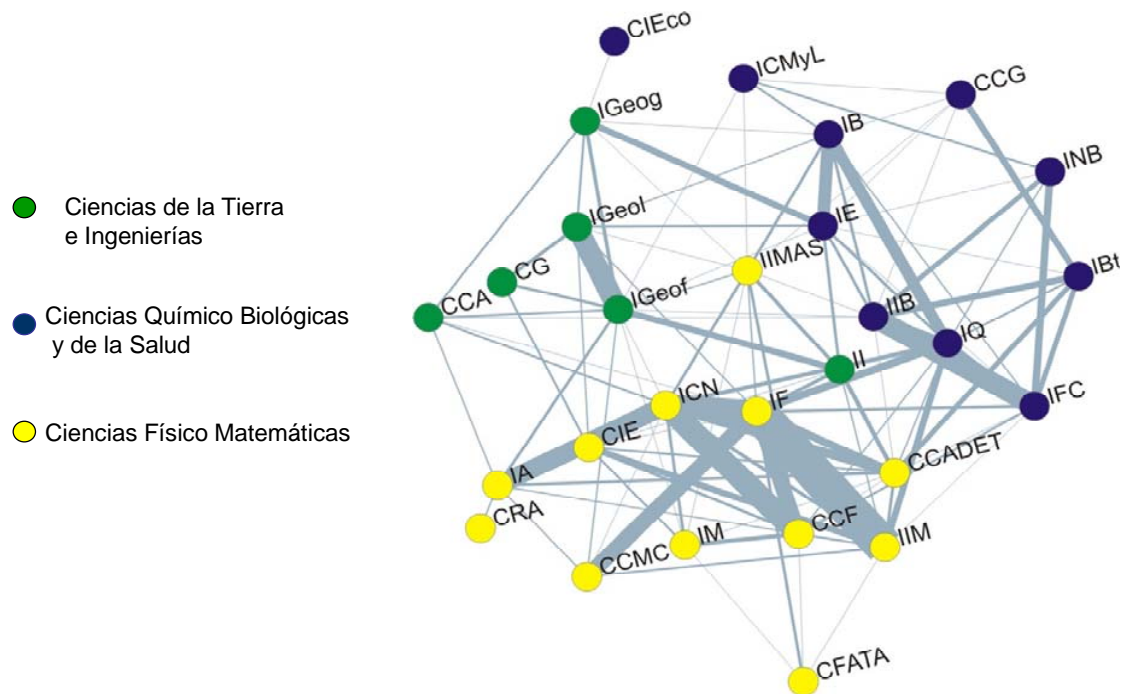 CIEco
ICMyL
CCG
IGeog
IB
INB
Ciencias de la Tierra
e Ingenierías
IGeol
IE
IIMAS
IBt
CG
CCA
IGeof
IIB
Ciencias Químico Biológicas
y de la Salud
IQ
II
ICN
IF
IFC
Ciencias Físico Matemáticas
CIE
CCADET
IA
CRA
IM
CCF
IIM
CCMC
CFATA